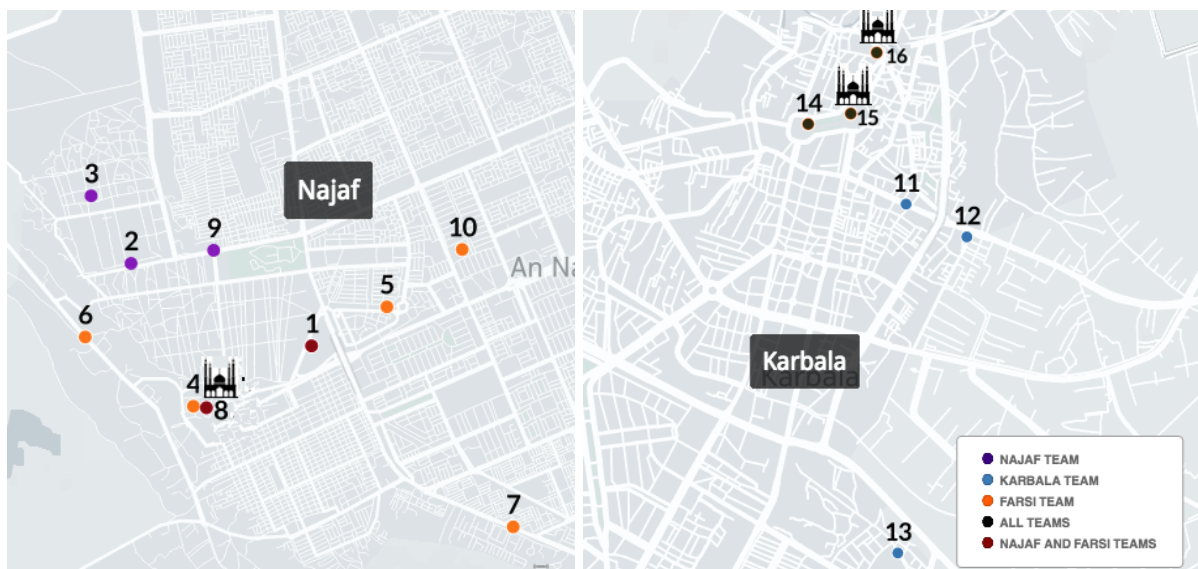 3
Najaf
2
9
10
An Na
5
6
1
4
8
7
16
14
15
11
12
Karbala
Karbala
13
NAJAF TEAM
KARBALA TEAM
FARSI TEAM
ALL TEAMS
NAJAF AND FARSI TEAMS